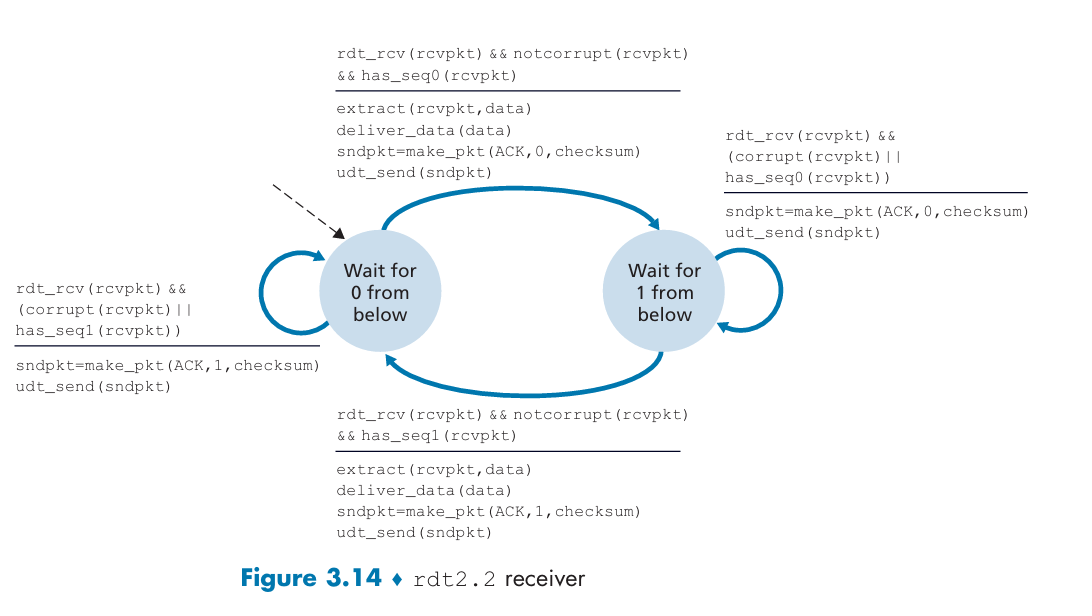 rdt_rcv(rcvpkt) && notcorrupt(rcvpkt)
&& has_seq0(rcvpkt)
extract(rcvpkt,data)
deliver_data(data)
sndpkt=make_pkt(ACK,0,checksum)
udt_send(sndpkt)
rdt_rcv(rcvpkt) &&
(corrupt(rcvpkt)||
has_seq0(rcvpkt))
sndpkt=make_pkt(ACK,0,checksum)
udt_send(sndpkt)
Wait for
0 from
below
Wait for
1 from
below
rdt_rcv(rcvpkt) &&
(corrupt(rcvpkt)||
has_seq1(rcvpkt))
sndpkt=make_pkt(ACK,1,checksum)
udt_send(sndpkt)
rdt_rcv(rcvpkt) && notcorrupt(rcvpkt)
&& has_seq1(rcvpkt)
extract(rcvpkt,data)
deliver_data(data)
sndpkt=make_pkt(ACK,1,checksum)
udt_send(sndpkt)
Figure 3.14 ♦ rdt2.2 receiver